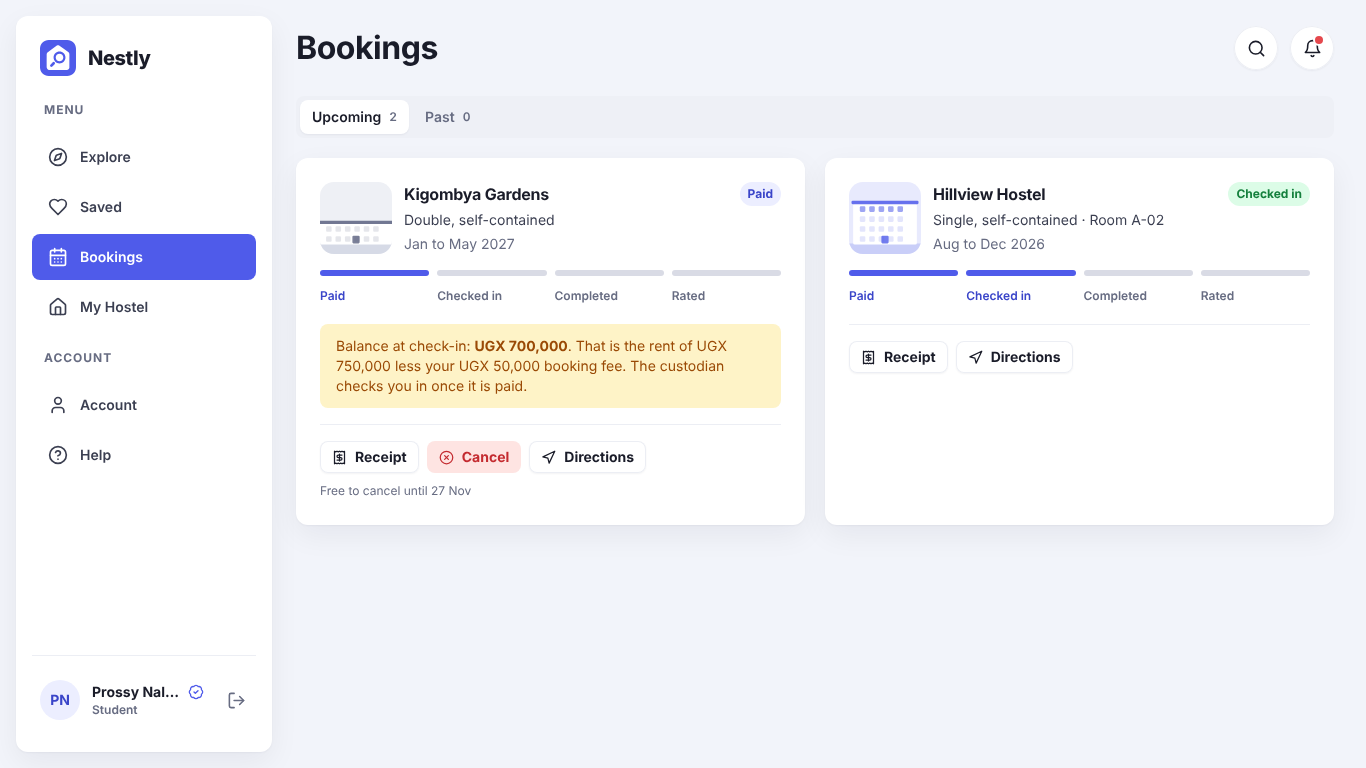 Nestly
MENU
Explore
Saved
Bookings
My Hostel
ACCOUNT
Account
Help
PN
Prossy Nal...
Student
Bookings
Upcoming 2
Past 0
Kigombya Gardens
Paid
Double, self-contained
Jan to May 2027
Paid
Checked in
Completed
Rated
Balance at check-in: UGX 700,000. That is the rent of UGX
750,000 less your UGX 50,000 booking fee. The custodian
checks you in once it is paid.
Receipt
Cancel
Directions
Free to cancel until 27 Nov
Hillview Hostel
Checked in
Single, self-contained · Room A-02
Aug to Dec 2026
Paid
Checked in
Completed
Rated
Receipt
Directions